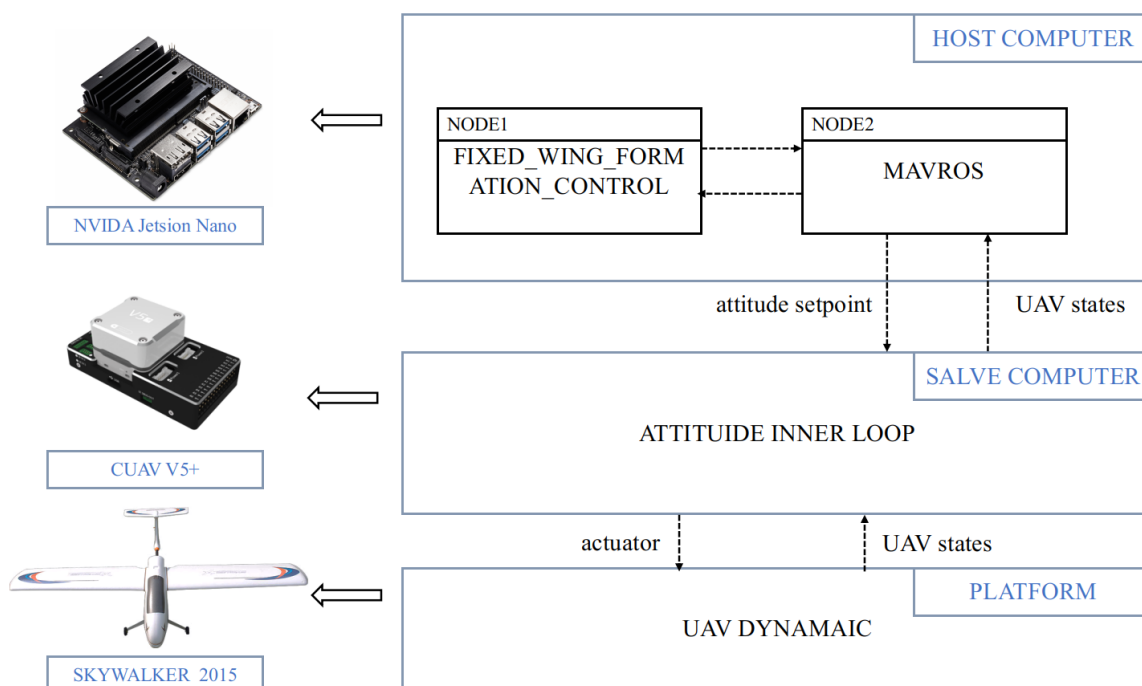 HOST COMPUTER
NODE1
FIXED_WING_FORM
ATION_CONTROL
NODE2
MAVROS
NVIDA Jetsion Nano
attitude setpoint
UAV states
V5+
SALVE COMPUTER
ATTITUIDE INNER LOOP
CUAV V5+
actuator
UAV states
PLATFORM
UAV DYNAMAIC
SKYWALKER 2015